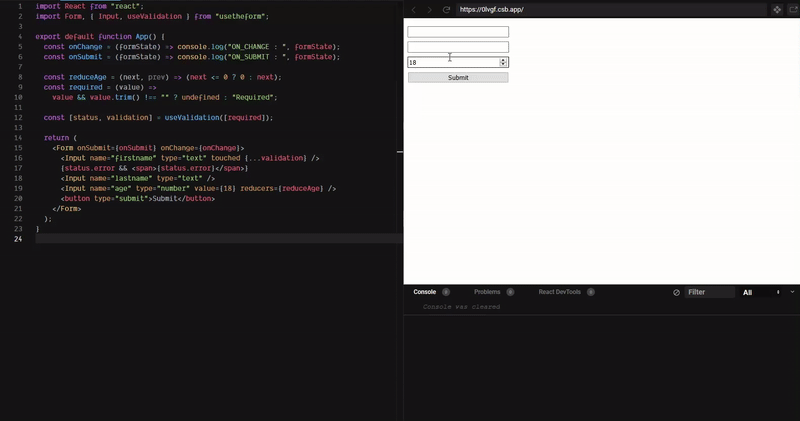 1 import React from "react";
2 import Form, { Input, useValidation } from "usetheform";
3
4 export default function App() {
5 const onChange = (formState) => console.log("ON_CHANGE : ", formState);
6 const onSubmit = (formState) => console.log("ON_SUBMIT : ", formState);
7
8 const reduceAge = (next, prev) => (next <= 0 ? 0 : next);
9 const required = (value) =>
10 value && value.trim() !== "" ? undefined : "Required";
11
12 const [status, validation] = useValidation([required]);
13
14 return (
15 <Form onSubmit={onSubmit} onChange={onChange}>
16 <Input name="firstname" type="text" touched {...validation} />
17 {status.error && <span>{status.error}</span>}
18 <Input name="lastname" type="text" />
19 <Input name="age" type="number" value={18} reducers={reduceAge} />
20 <button type="submit">Submit</button>
21 </Form>
22 );
23 }
24
https://0lvgf.csb.app/
18
Submit
Console 0 Problems 0 React DevTools 0 Filter All
Console was cleared